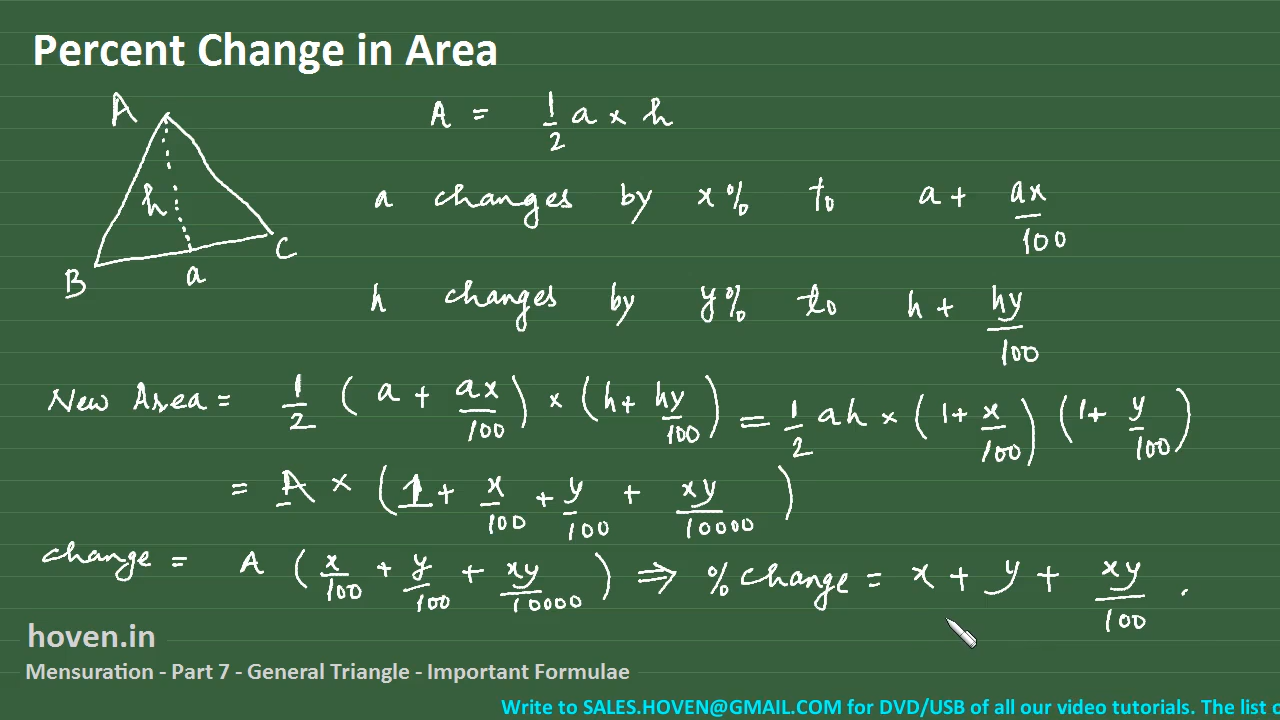 Percent Change in Area
A
h
B
a
C
A = 1/2 a × h
a changes by x% to a + ax/100
h changes by y% to h + hy/100
New Area = 1/2 (a + ax/100) × (h + hy/100) = 1/2 ah × (1 + x/100) (1 + y/100)
= A × (1 + x/100 + y/100 + xy/10000)
Change = A (x/100 + y/100 + xy/10000) ⇒ % Change = x + y + xy/100 .
hoven.in
Mensuration - Part 7 - General Triangle - Important Formulae
Write to SALES.HOVEN@GMAIL.COM for DVD/USB of all our video tutorials. The list